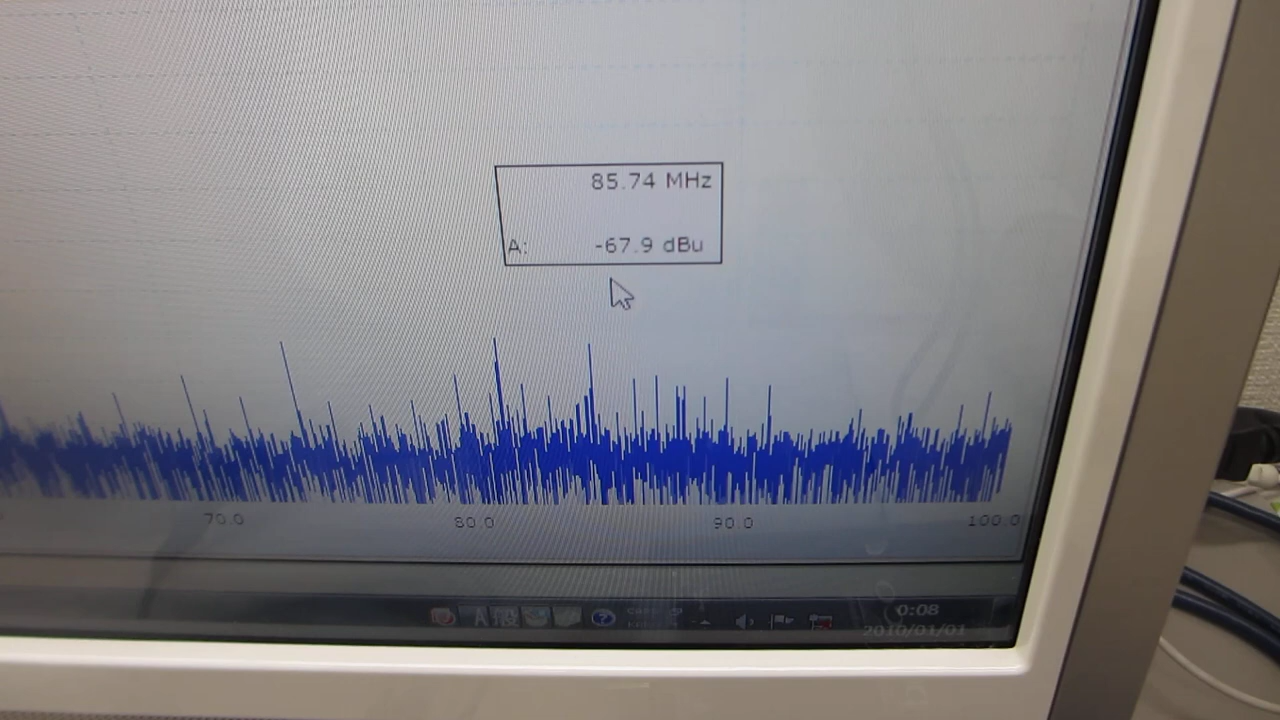 85.74 MHz
A: -67.9 dBu
70.0 80.0 90.0 100.0
A 般
0:08
2010/01/01